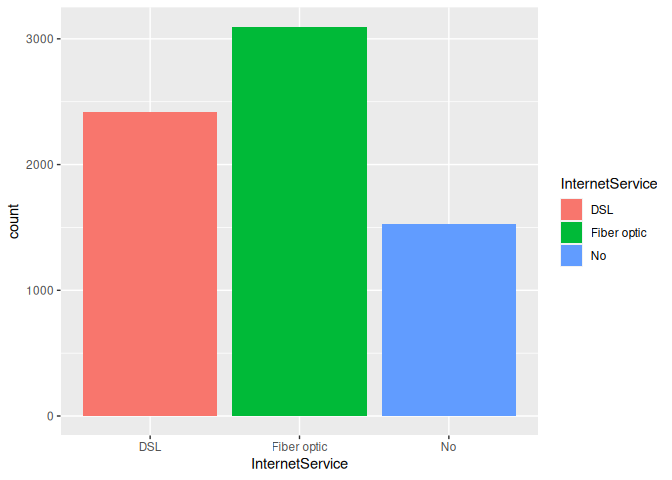 3000
2000
1000
0
count
DSL
Fiber optic
No
InternetService
InternetService
DSL
Fiber optic
No